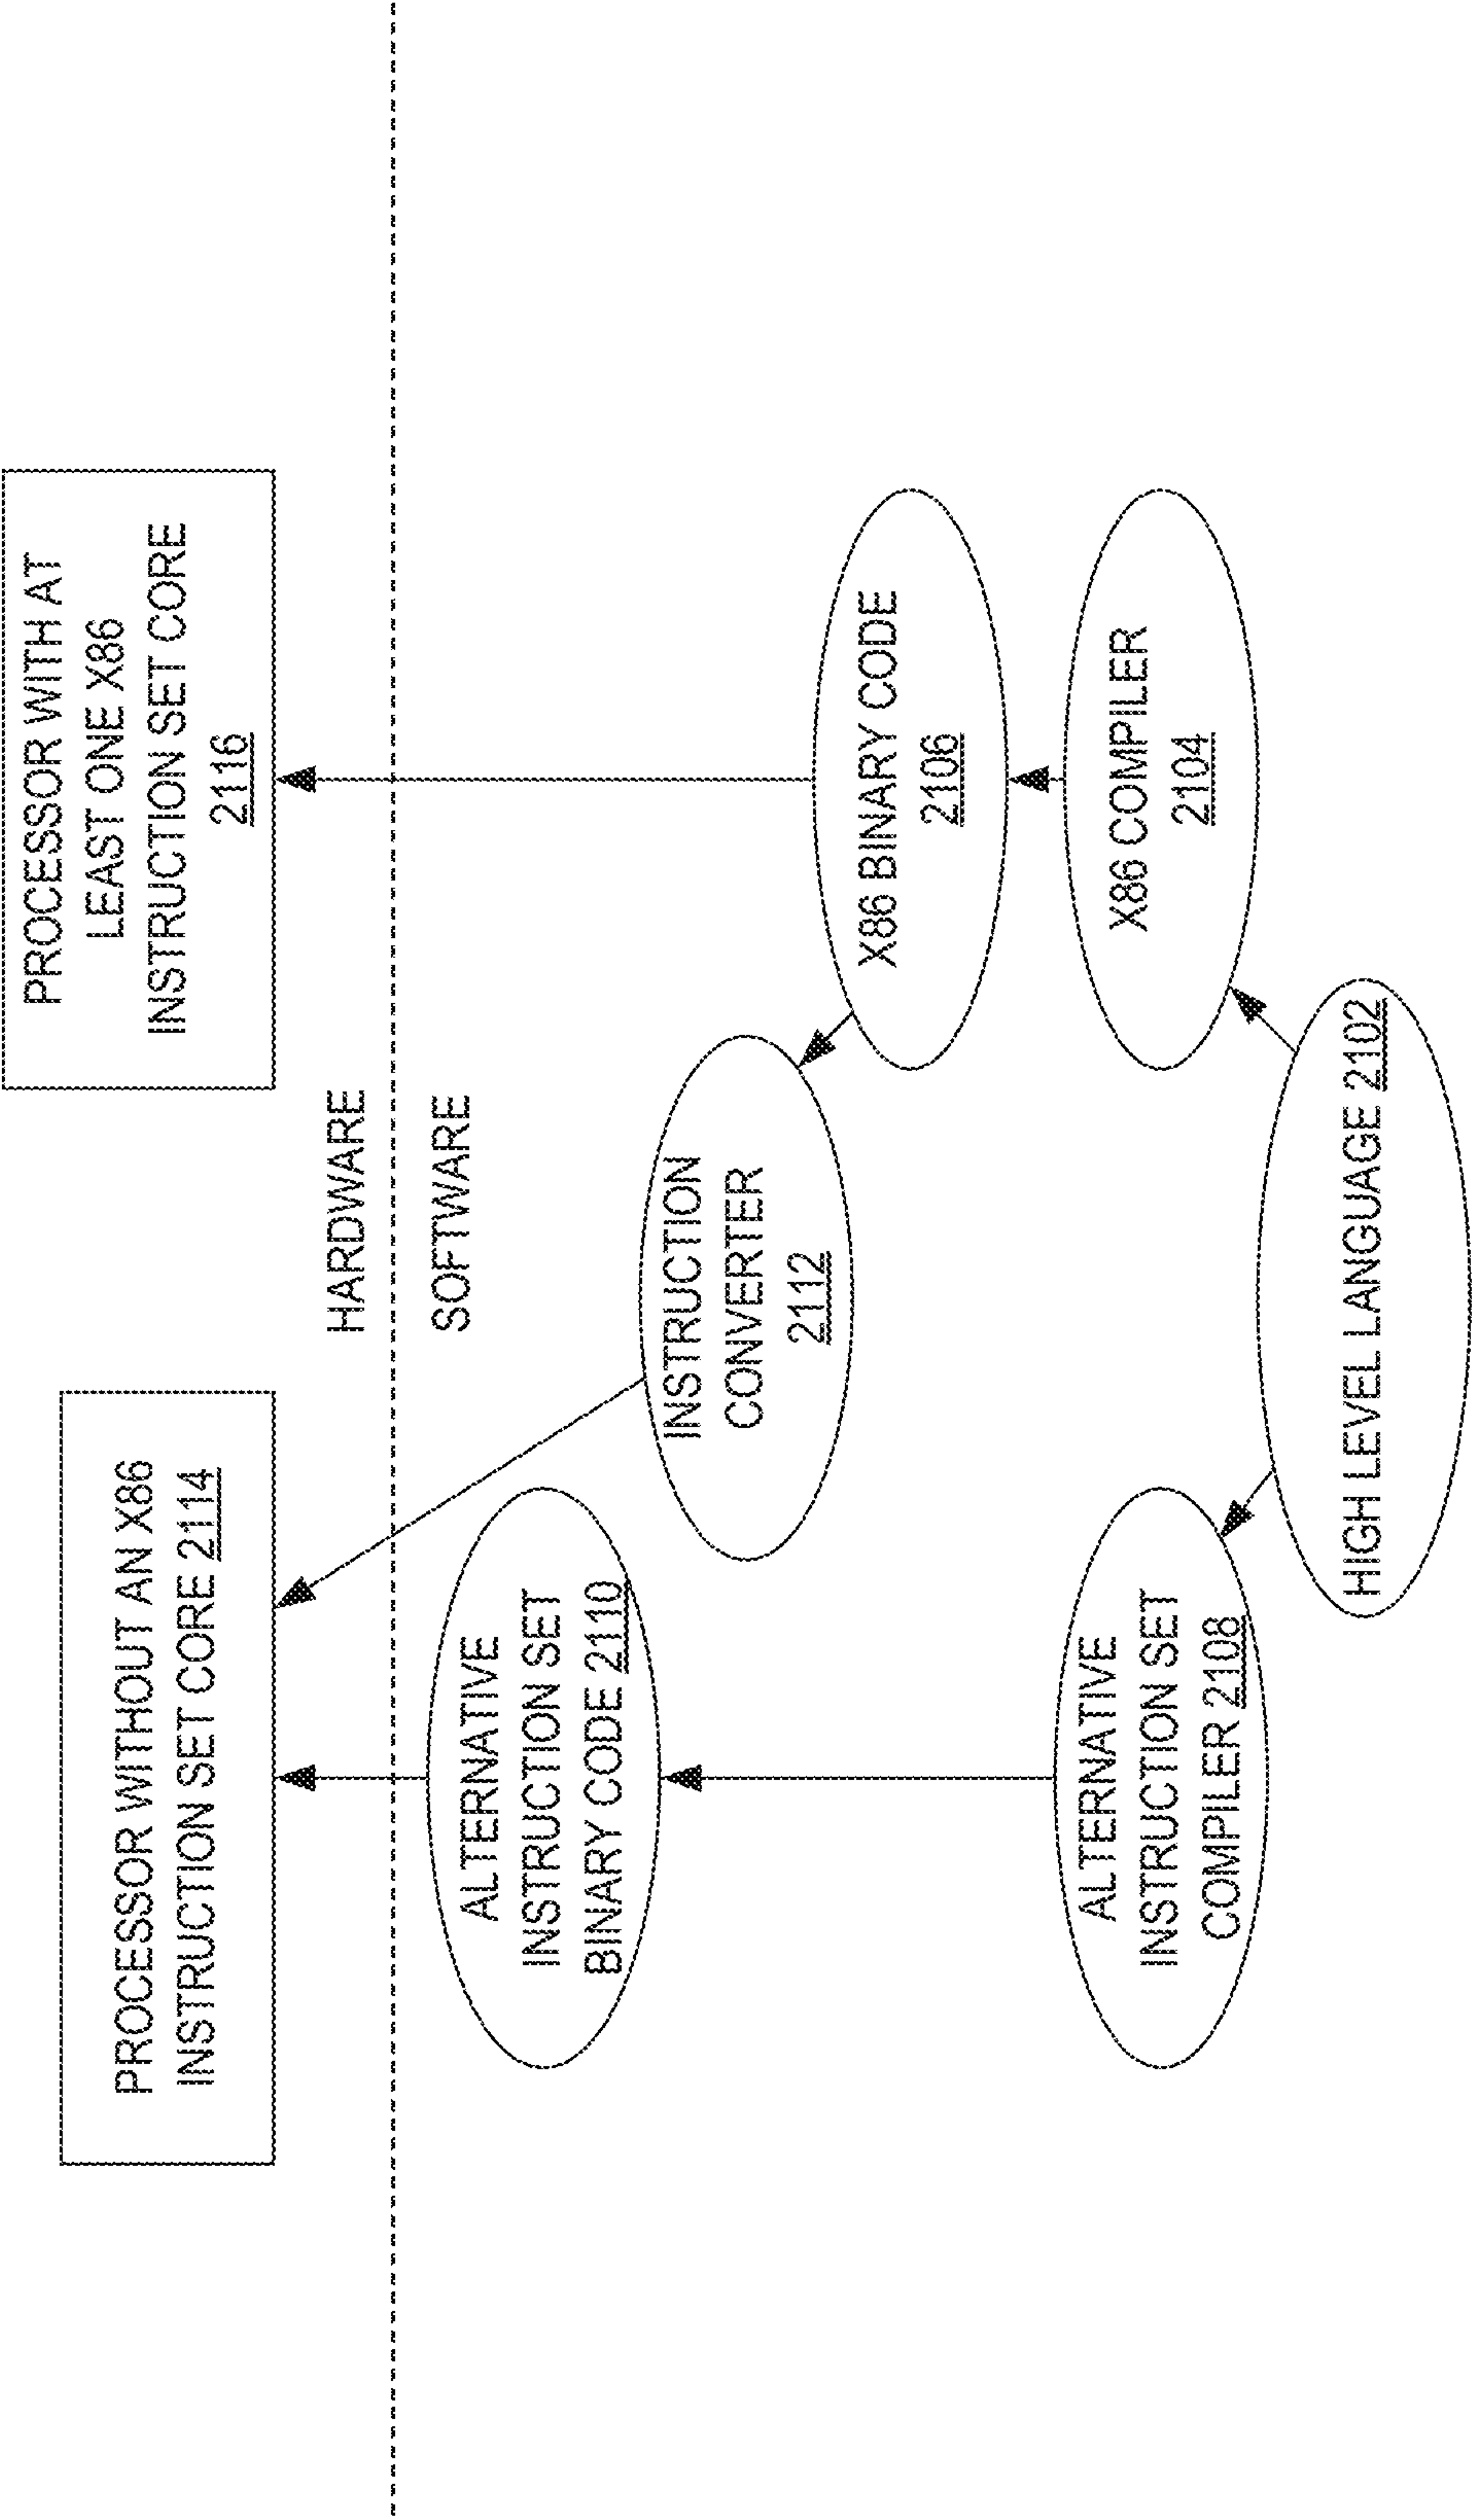 PROCESSOR WITHOUT AN X86
INSTRUCTION SET CORE 2114
PROCESSOR WITH AT
LEAST ONE X86
INSTRUCTION SET CORE
2116
HARDWARE
SOFTWARE
ALTERNATIVE
INSTRUCTION SET
BINARY CODE 2110
INSTRUCTION
CONVERTER
2112
X86 BINARY CODE
2106
ALTERNATIVE
INSTRUCTION SET
COMPILER 2108
X86 COMPILER
2104
HIGH LEVEL LANGUAGE 2102